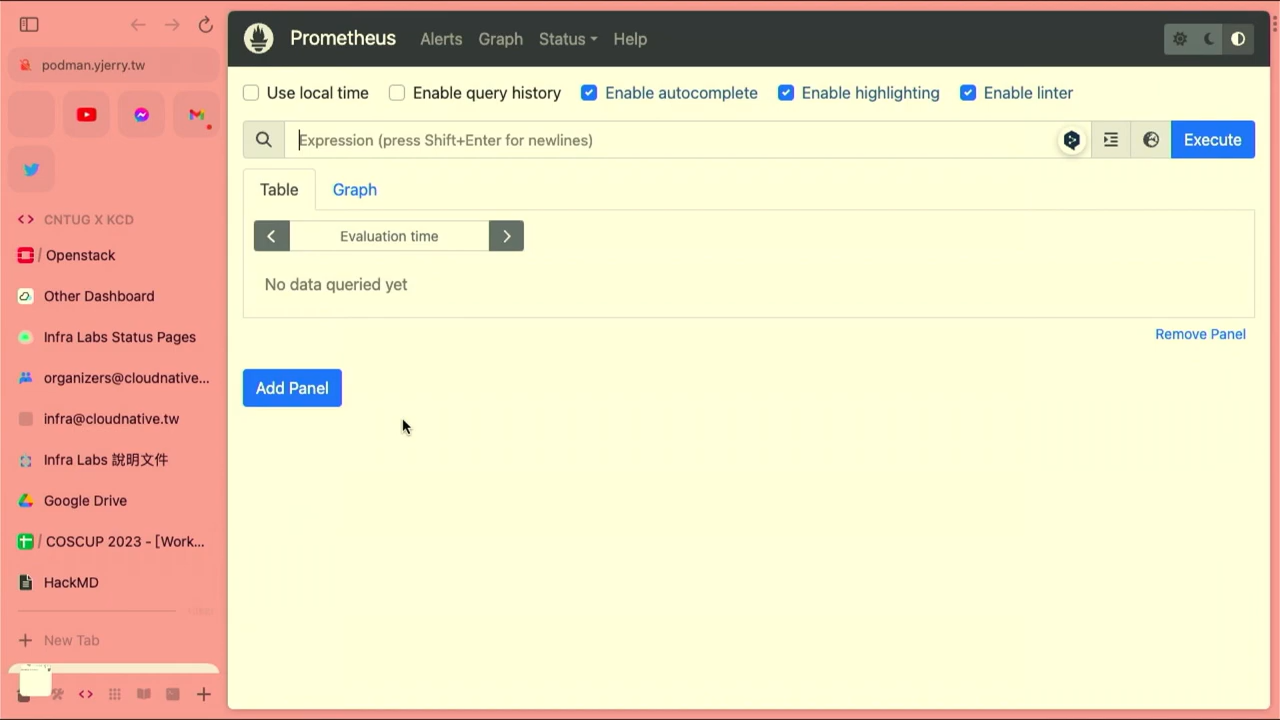 podman.yjerry.tw
CNTUG X KCD
/ Openstack
Other Dashboard
Infra Labs Status Pages
organizers@cloudnative...
infra@cloudnative.tw
Infra Labs 說明文件
Google Drive
/ COSCUP 2023 - [Work...
HackMD
New Tab
Prometheus Alerts Graph Status Help
Use local time Enable query history Enable autocomplete Enable highlighting Enable linter
Expression (press Shift+Enter for newlines) Execute
Table Graph
Evaluation time
No data queried yet
Remove Panel
Add Panel